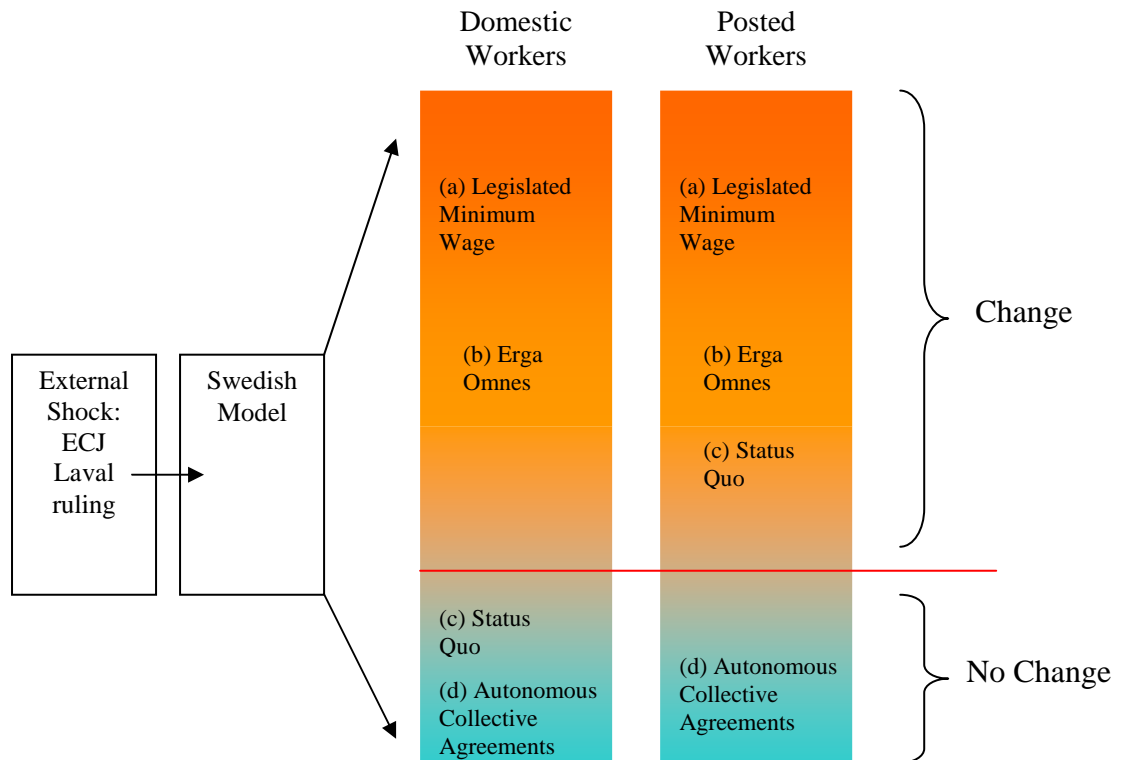 Domestic
Workers
Posted
Workers
(a) Legislated
Minimum
Wage
(a) Legislated
Minimum
Wage
Change
(b) Erga
Omnes
(b) Erga
Omnes
External
Shock:
ECJ
Laval
ruling
Swedish
Model
(c) Status
Quo
(c) Status
Quo
(d) Autonomous
Collective
Agreements
(d) Autonomous
Collective
Agreements
No Change